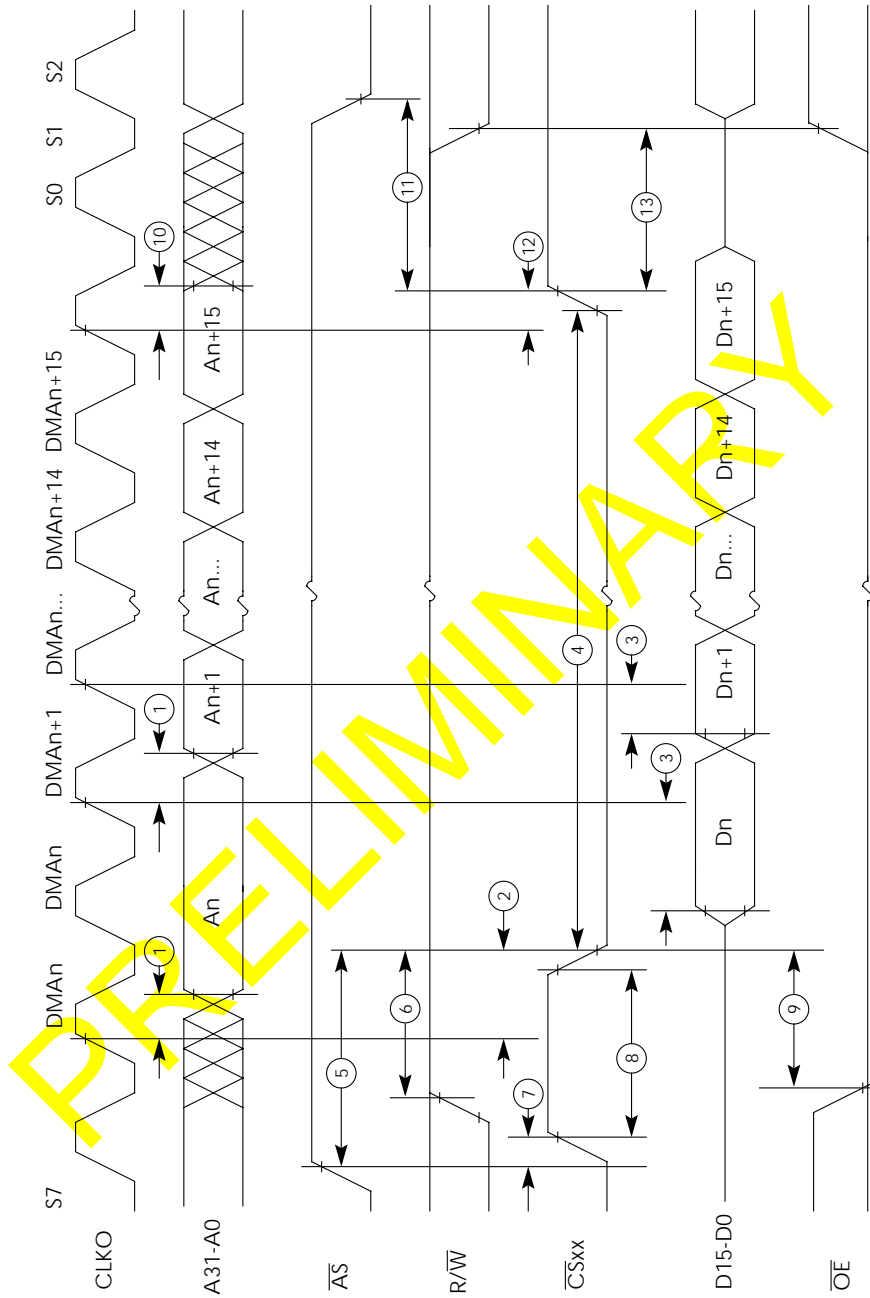 S7 DMAn DMAn DMAn+1 DMAn... DMAn+14 DMAn+15 S0 S1 S2
CLKO
1 1 10
A31-A0 An An+1 An... An+14 An+15
AS
5 6 11
R/W
2 12
7
CSxx
8 4 13
3 3
D15-D0 Dn Dn+1 Dn... Dn+14 Dn+15
9
OE
PRELIMINARY